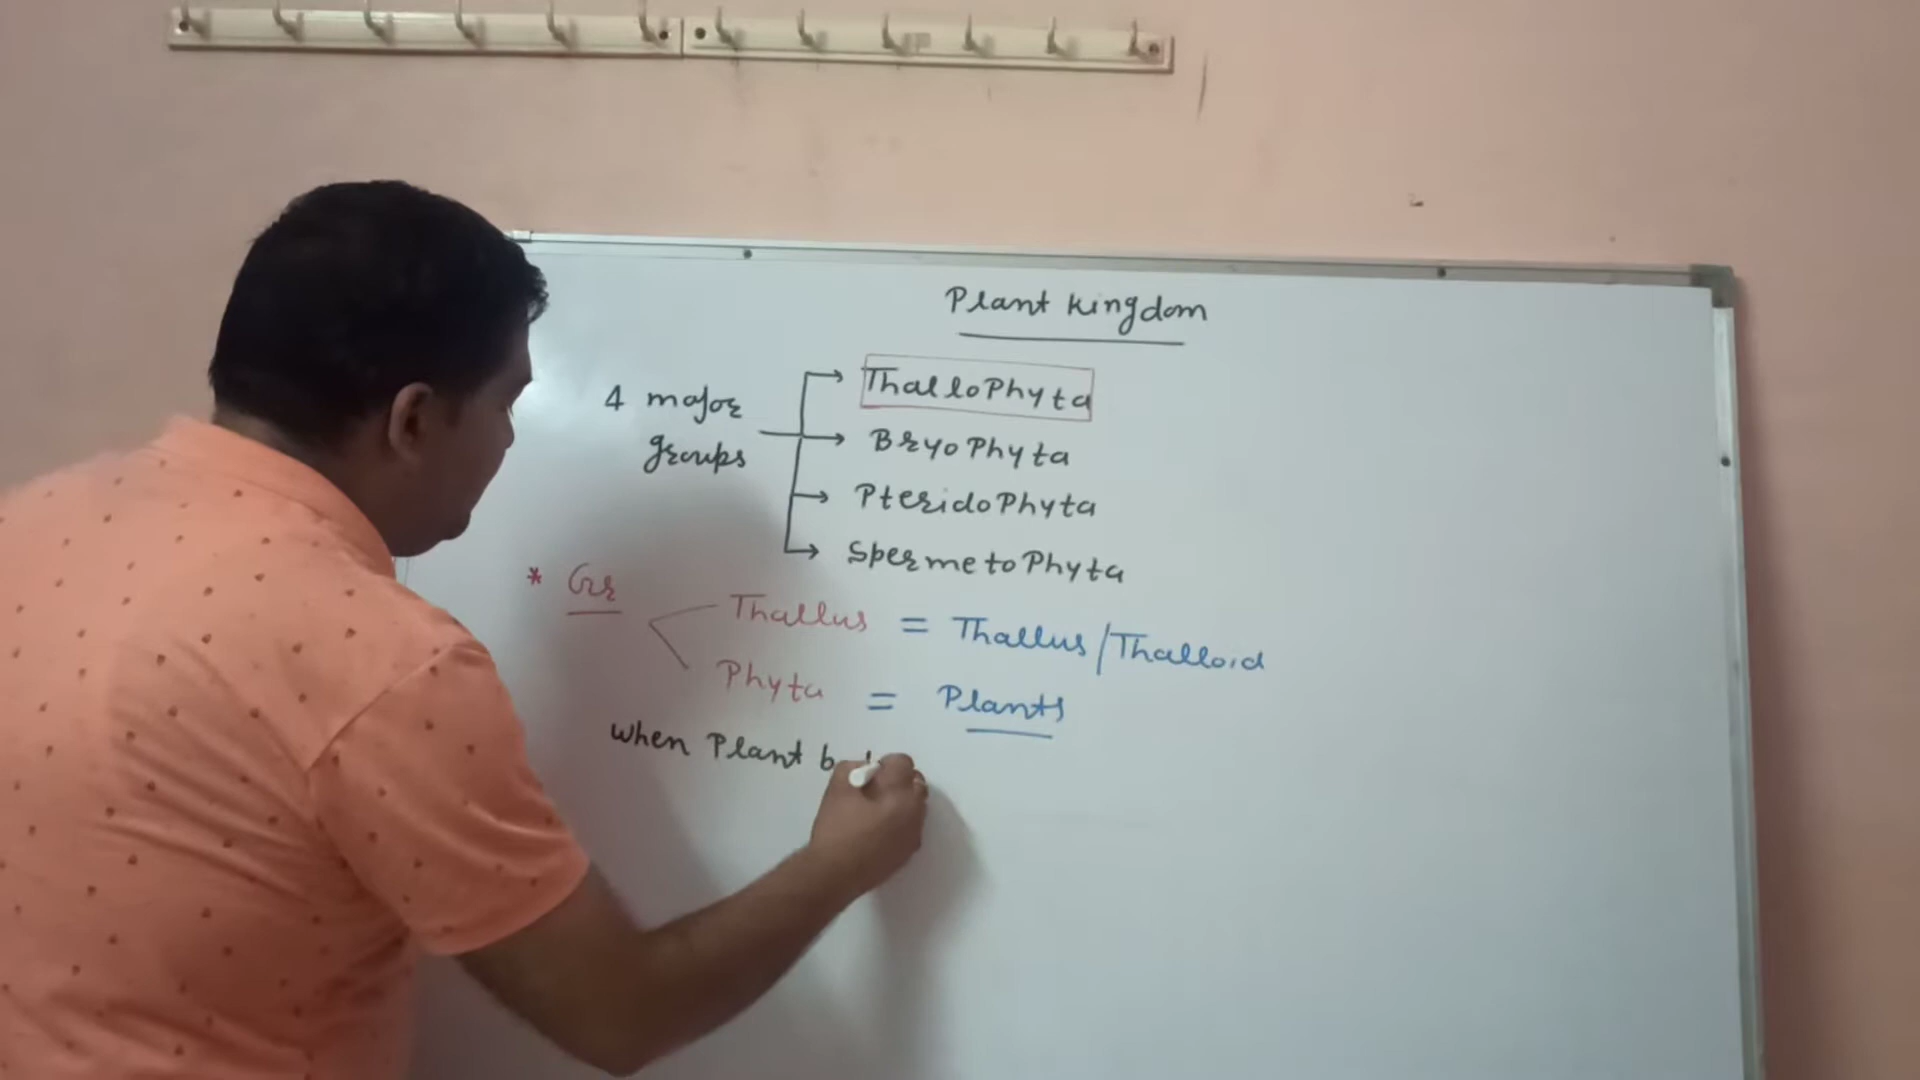 Plant Kingdom
4 major groups
ThalloPhyta
BryoPhyta
PteridoPhyta
SpermetoPhyta
* Gr
Thallus = Thallus/Thalloid
Phyta = Plants
When Plant